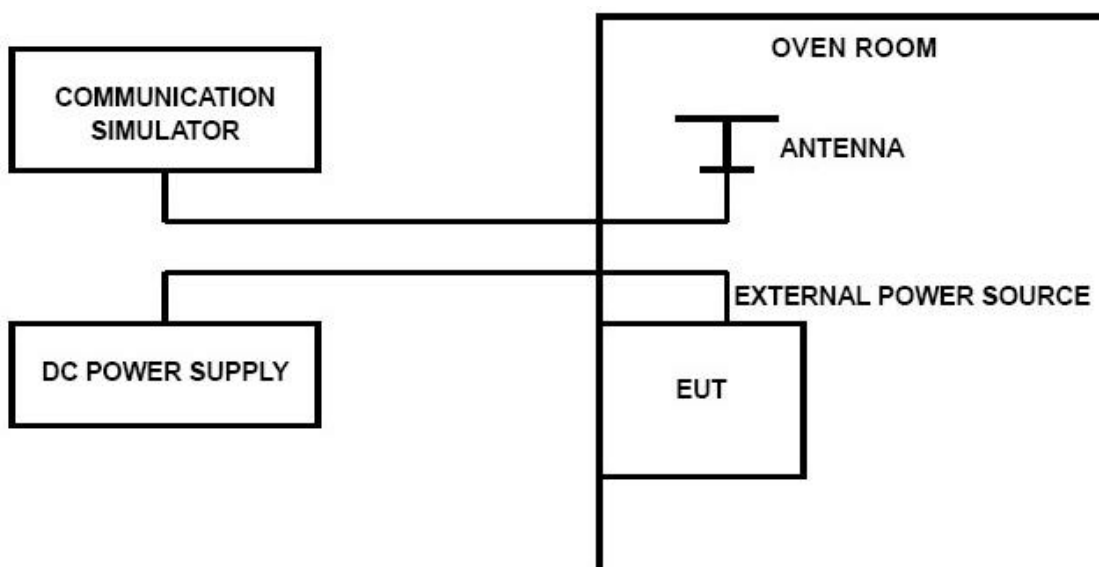 OVEN ROOM
COMMUNICATION
SIMULATOR
ANTENNA
EXTERNAL POWER SOURCE
DC POWER SUPPLY
EUT